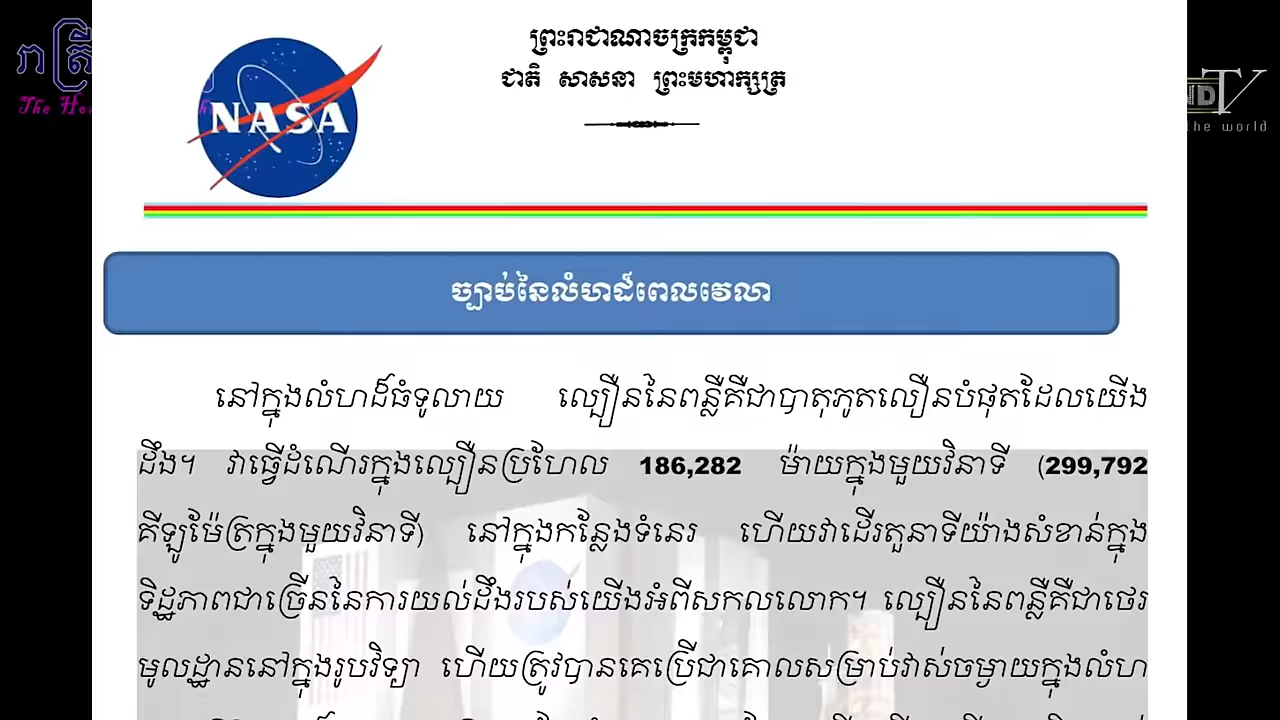 ព្រះរាជាណាចក្រកម្ពុជា
ជាតិ សាសនា ព្រះមហាក្សត្រ
NASA
រាត្រី
The Ho
ND TV
the world
ច្បាប់នៃលំហដ៏ពេលវេលា
នៅក្នុងលំហដ៏ធំទូលាយ ល្បឿននៃពន្លឺគឺជាបាតុភូតលឿនបំផុតដែលយើង
ដឹង។ វាធ្វើដំណើរក្នុងល្បឿនប្រហែល 186,282 ម៉ាយក្នុងមួយវិនាទី (299,792
គីឡូម៉ែត្រក្នុងមួយវិនាទី) នៅក្នុងកន្លែងទំនេរ ហើយវាដើរតួនាទីយ៉ាងសំខាន់ក្នុង
ទិដ្ឋភាពជាច្រើននៃការយល់ដឹងរបស់យើងអំពីសកលលោក។ ល្បឿននៃពន្លឺគឺជាថេរ
មូលដ្ឋាននៅក្នុងរូបវិទ្យា ហើយត្រូវបានគេប្រើជាគោលសម្រាប់វាស់ចម្ងាយក្នុងលំហ